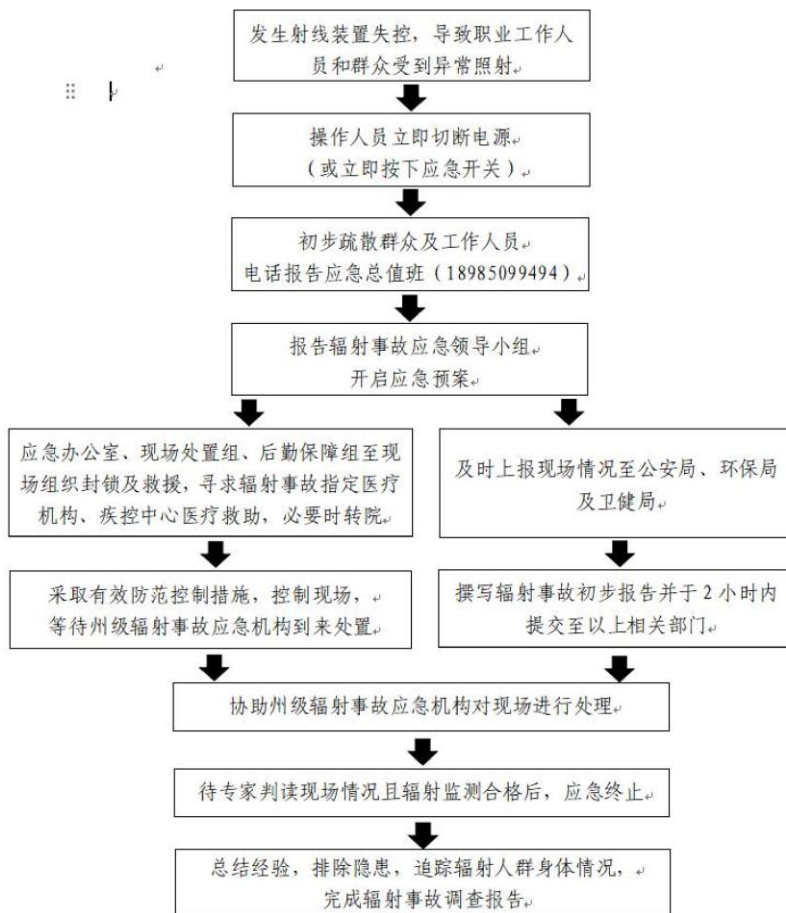 发生射线装置失控，导致职业工作人
员和群众受到异常照射
操作人员立即切断电源
（或立即按下应急开关）
初步疏散群众及工作人员
电话报告应急总值班（18985099494）
报告辐射事故应急领导小组
开启应急预案
应急办公室、现场处置组、后勤保障组至现
场组织封锁及救援，寻求辐射事故指定医疗
机构、疾控中心医疗救助，必要时转院
及时上报现场情况至公安局、环保局
及卫健局
采取有效防范控制措施，控制现场，
等待州级辐射事故应急机构到来处置
撰写辐射事故初步报告并于2小时内
提交至以上相关部门
协助州级辐射事故应急机构对现场进行处理
待专家判读现场情况且辐射监测合格后，应急终止
总结经验，排除隐患，追踪辐射人群身体情况，
完成辐射事故调查报告